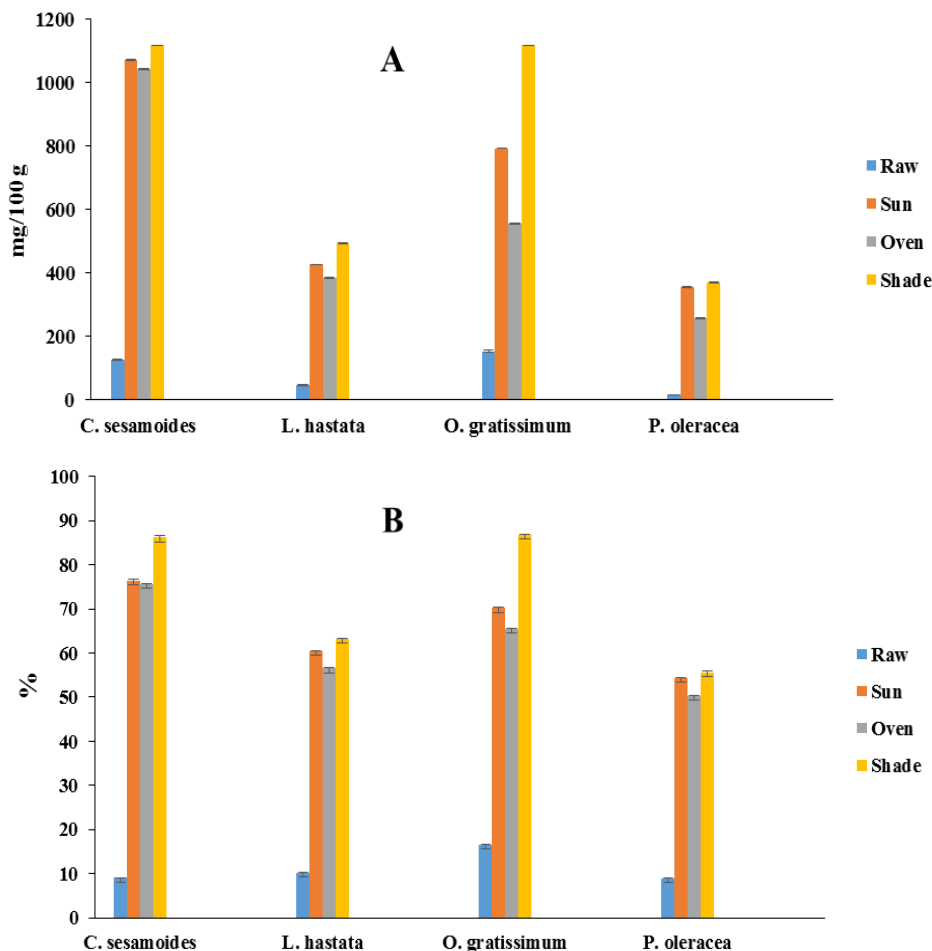 A
mg/100 g
1200
1000
800
600
400
200
0
C. sesamoides L. hastata O. gratissimum P. oleracea
Raw
Sun
Oven
Shade
B
%
100
90
80
70
60
50
40
30
20
10
0
C. sesamoides L. hastata O. gratissimum P. oleracea
Raw
Sun
Oven
Shade